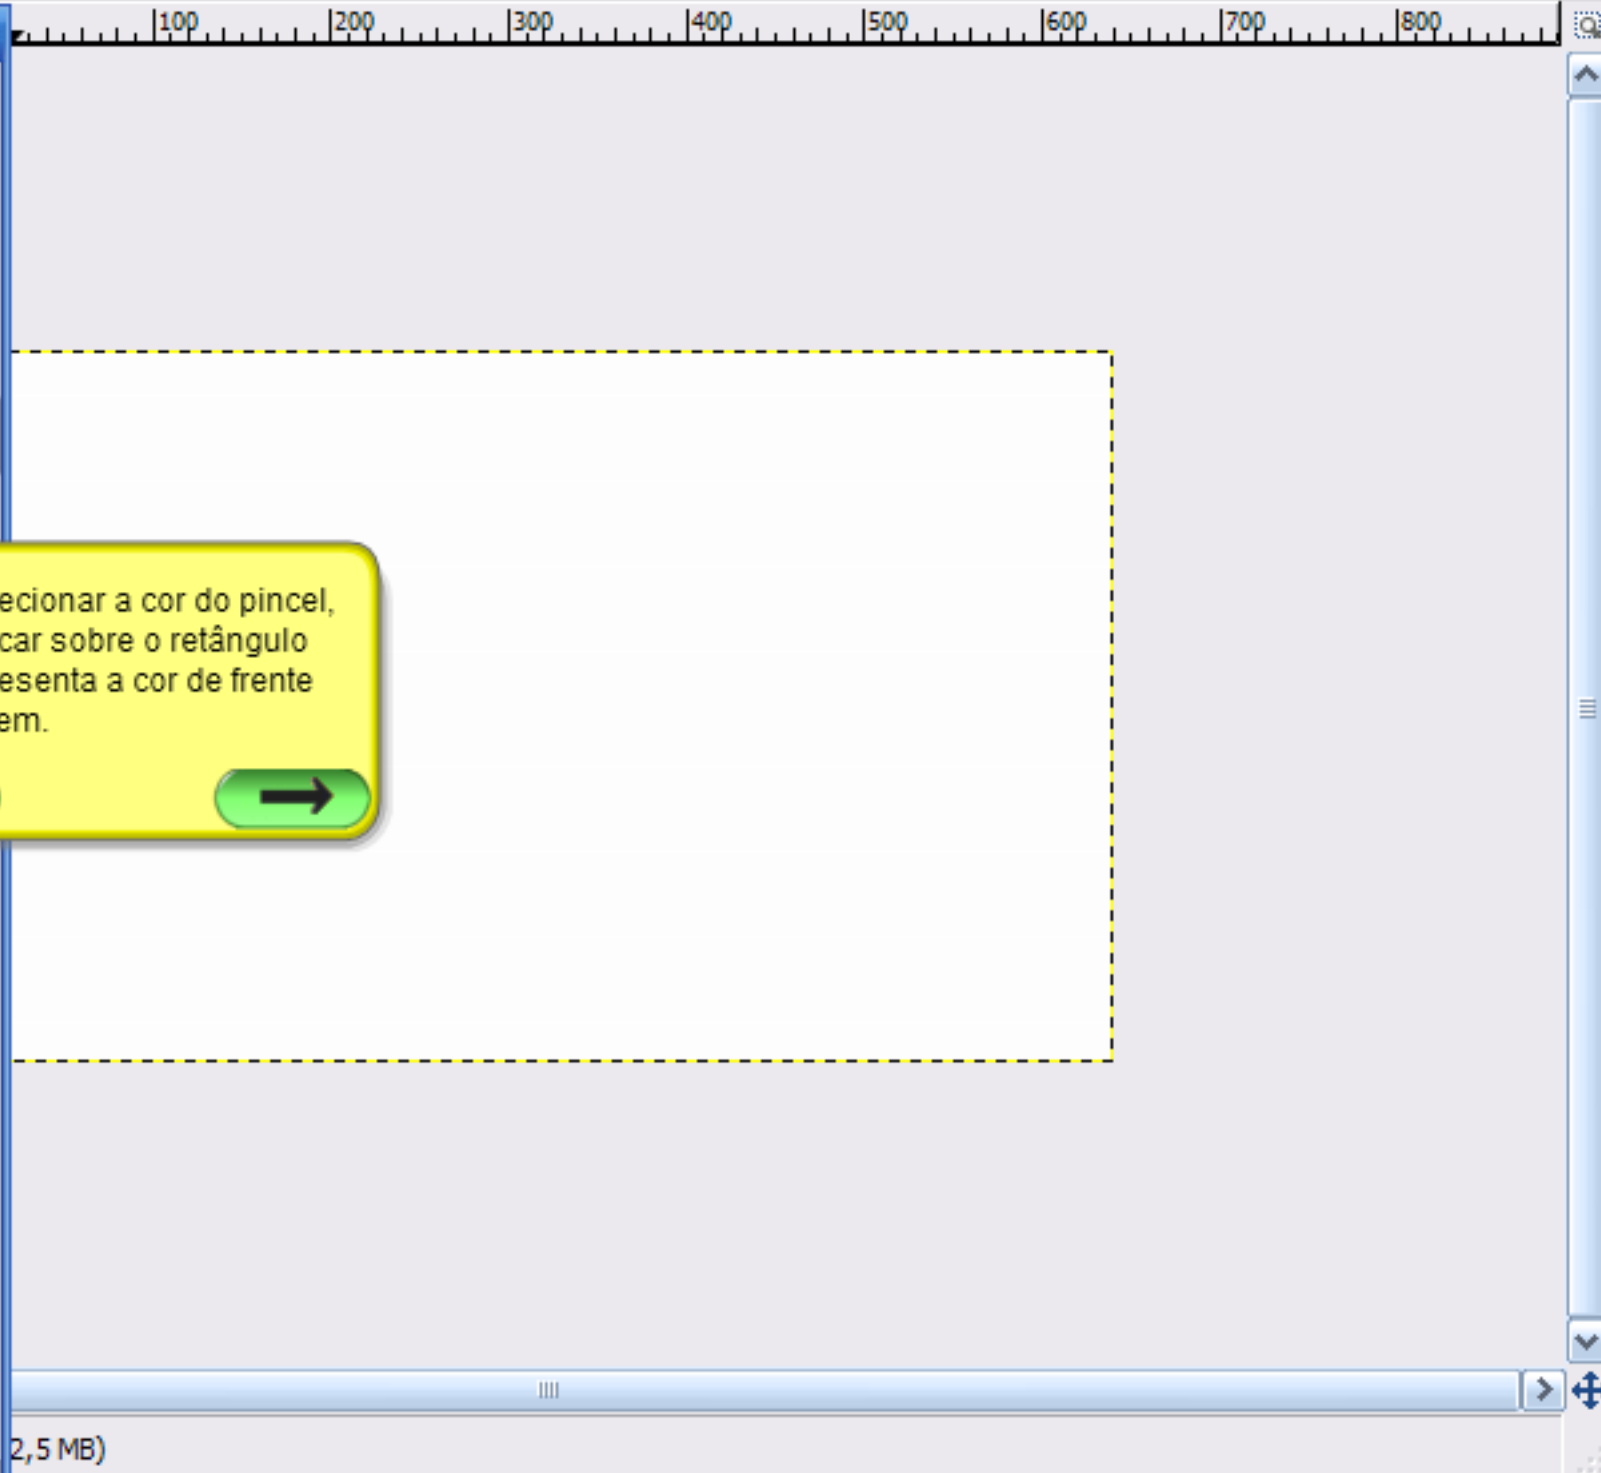 100 200 300 400 500 600 700 800
ecionar a cor do pincel,
car sobre o retângulo
esenta a cor de frente
em.
2,5 MB)